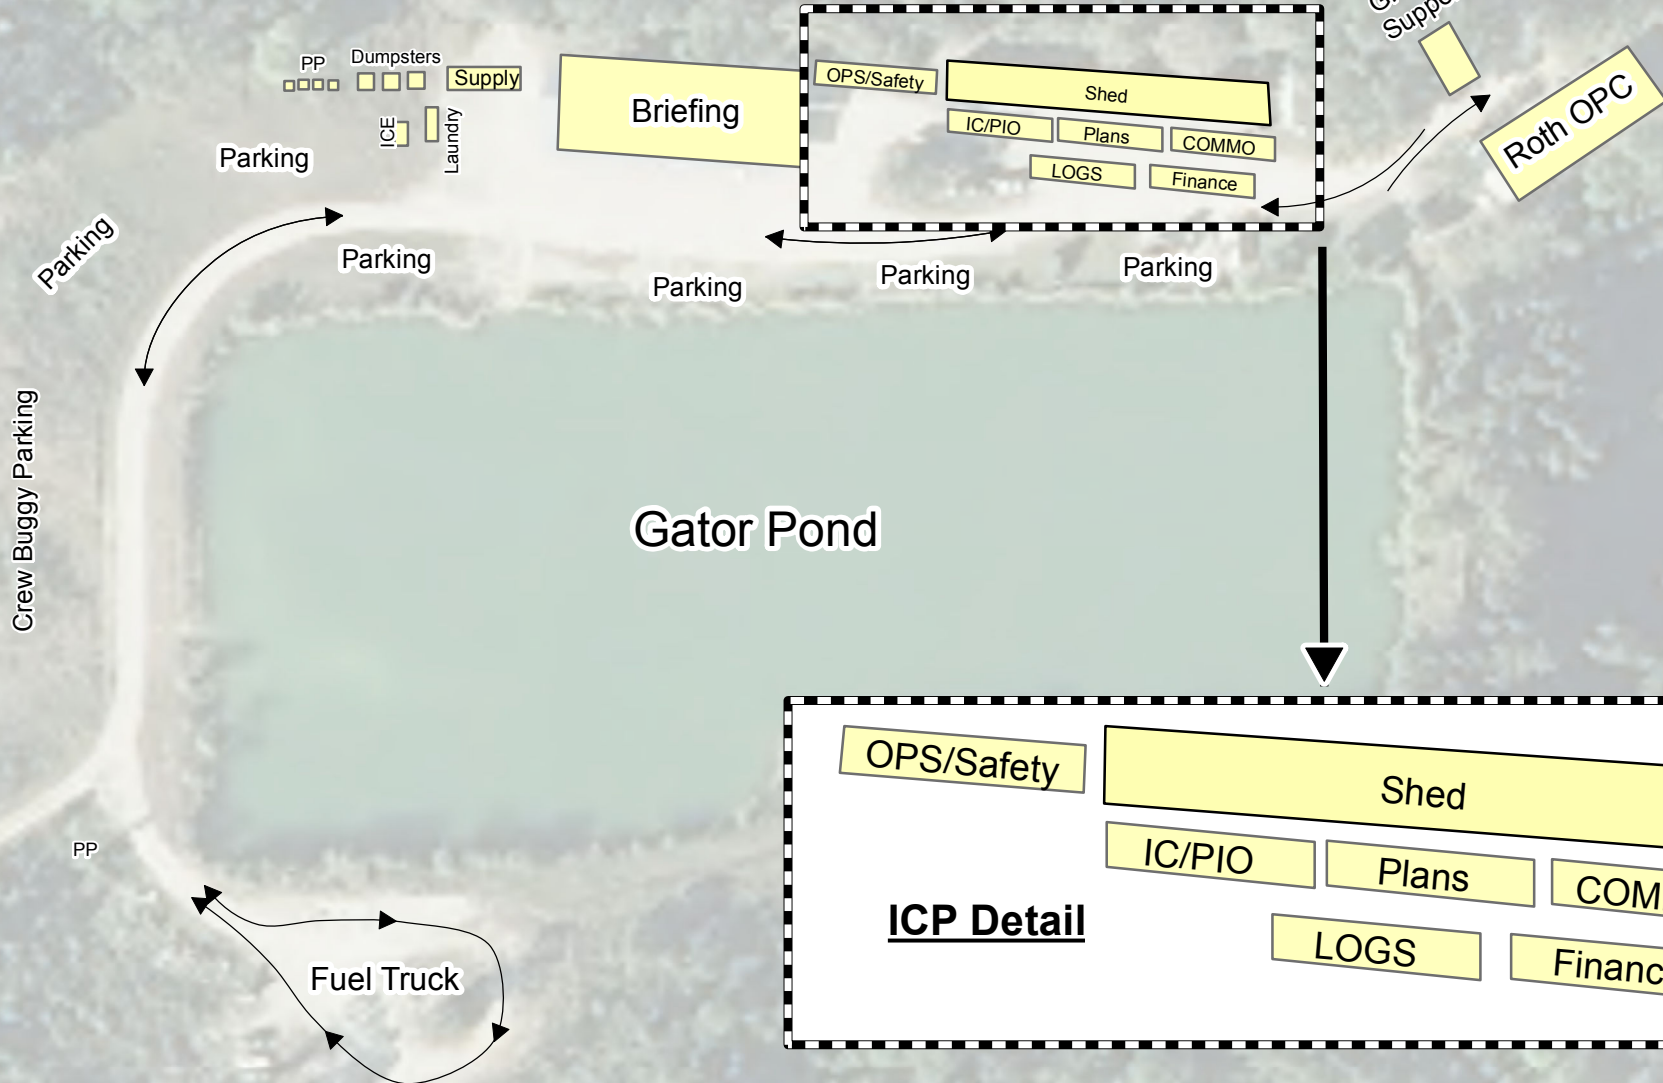 PP
Dumpsters
Supply
ICE
Laundry
Briefing
OPS/Safety
Shed
IC/PIO
Plans
COMMO
LOGS
Finance
Roth OPC
Parking
Parking
Parking
Parking
Parking
Parking
Crew Buggy Parking
Gator Pond
PP
Fuel Truck
OPS/Safety
Shed
IC/PIO
Plans
COM
ICP Detail
LOGS
Financ